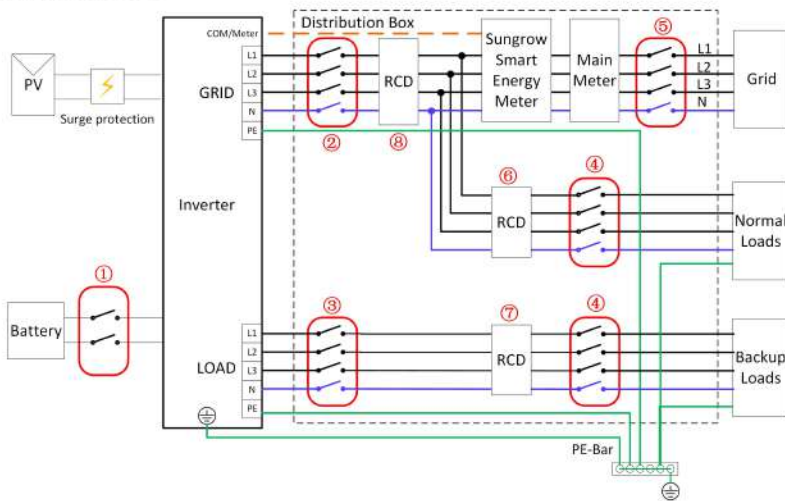 Distribution Box
⑤
COM/Meter
PV
Surge protection
GRID
L1
L2
L3
N
PE
②
RCD
⑧
Sungrow
Smart
Energy
Meter
Main
Meter
L1
L2
L3
N
Grid
Inverter
⑥
RCD
④
Normal
Loads
①
Battery
LOAD
L1
L2
L3
N
PE
③
⑦
RCD
④
Backup
Loads
PE-Bar